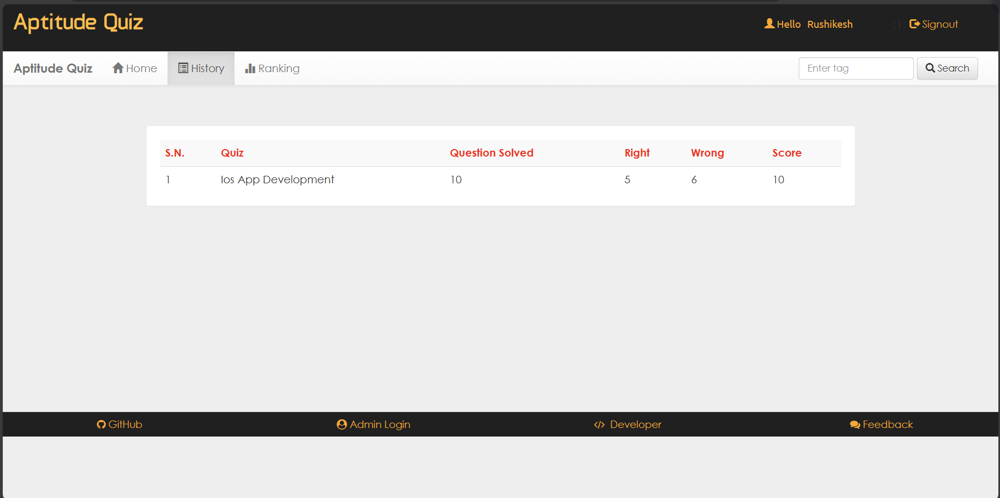 Aptitude Quiz
Hello Rushikesh
: | : Signout
Aptitude Quiz Home History Ranking Enter tag Search
S.N. Quiz Question Solved Right Wrong Score
1 Ios App Development 10 5 6 10
GitHub Admin Login </> Developer Feedback